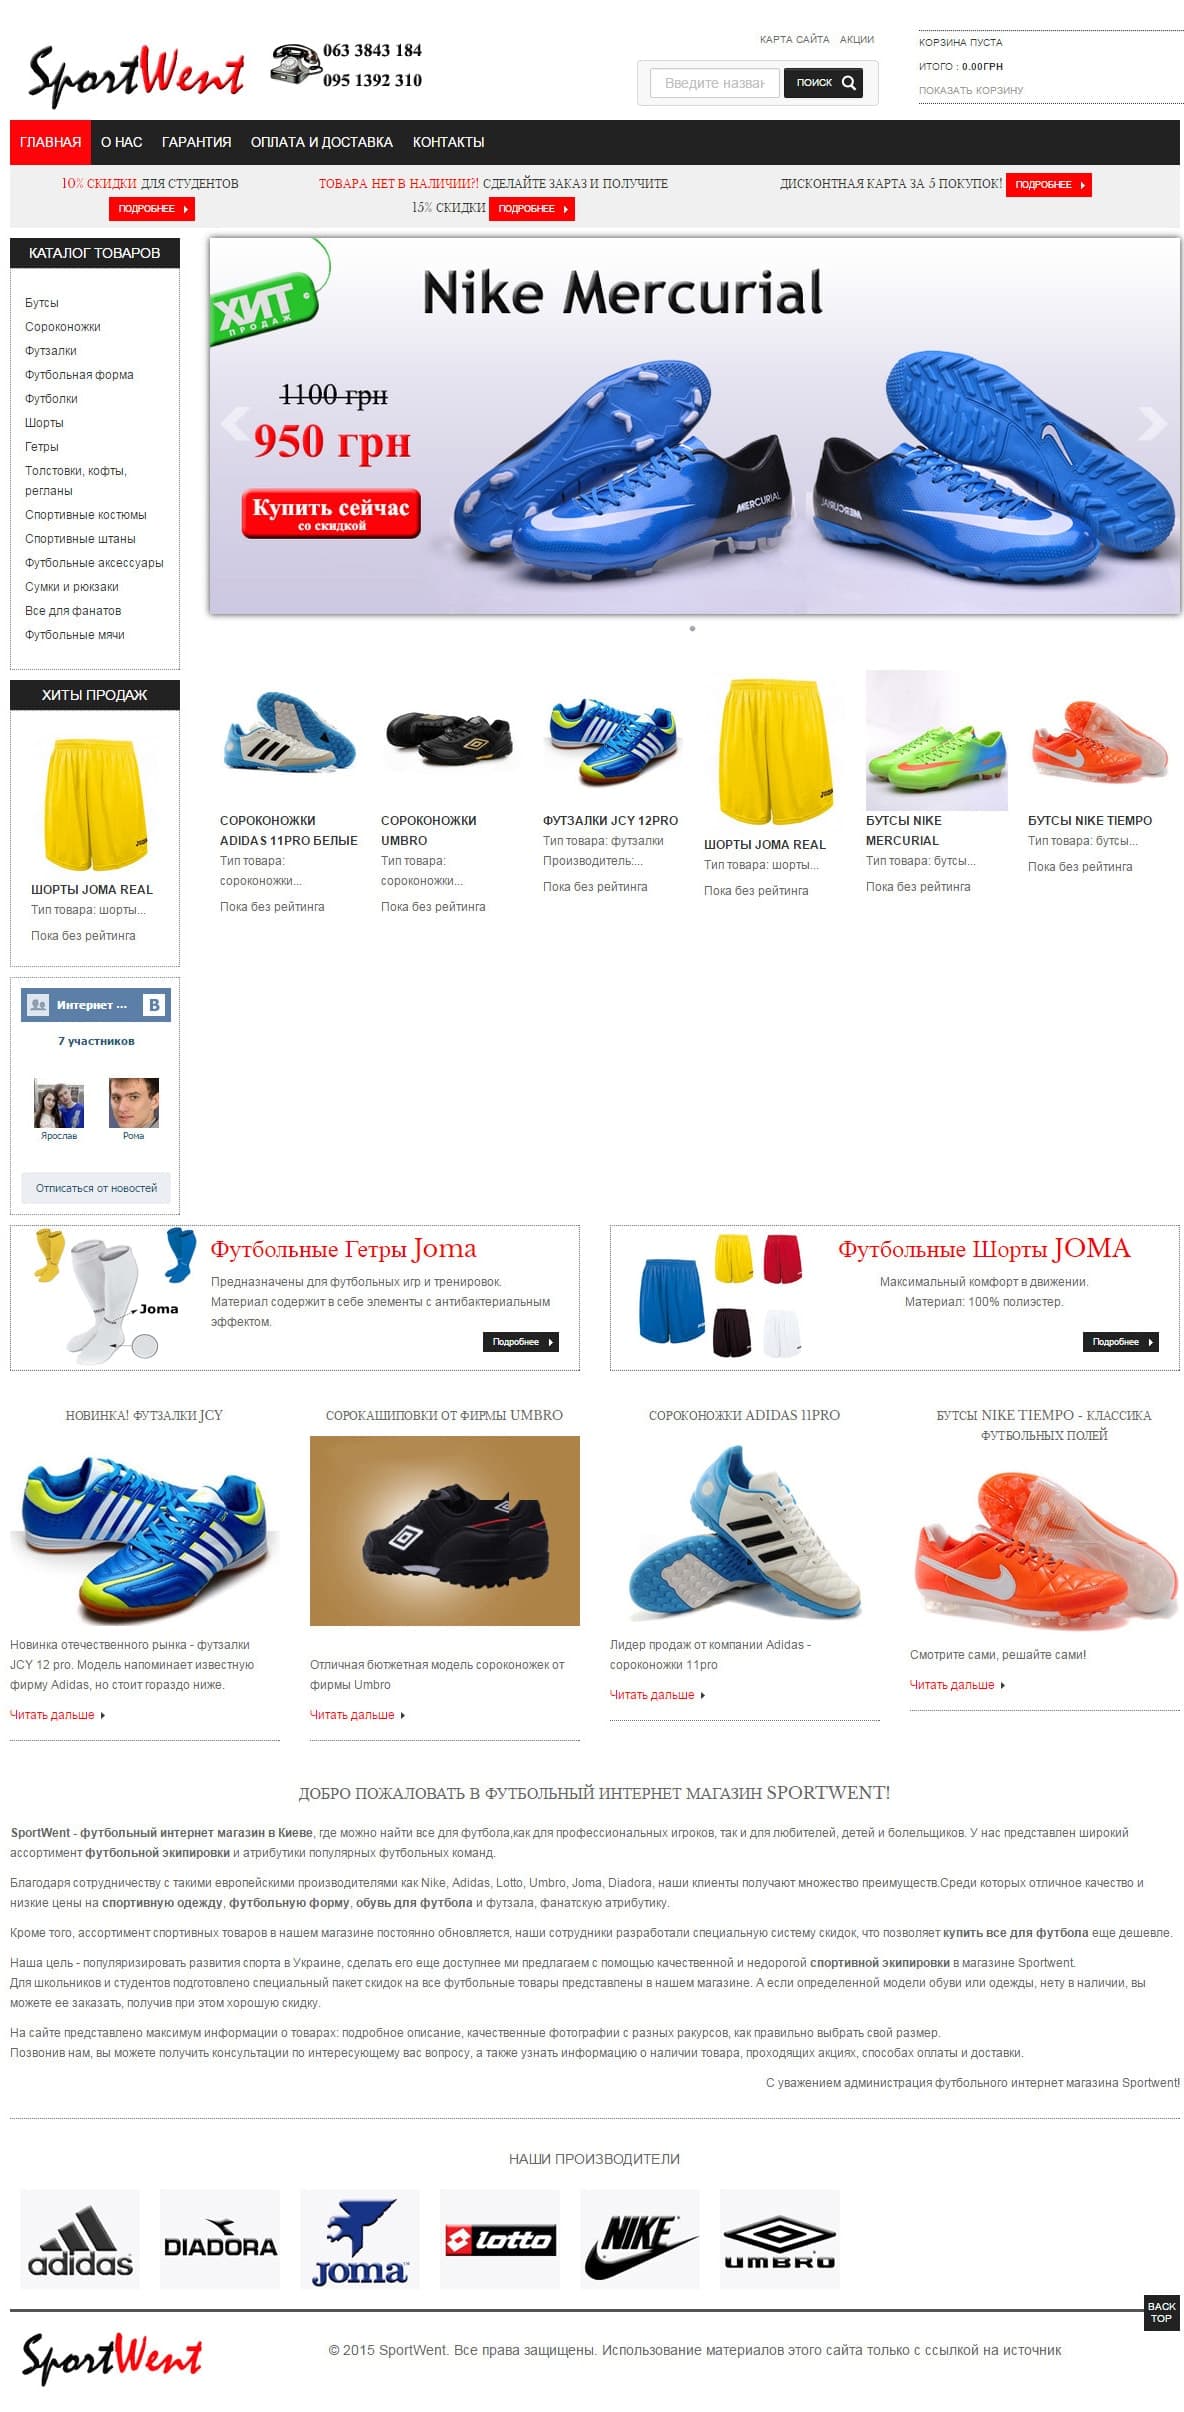 SportWent
063 3843 184
095 1392 310
КАРТА САЙТА АКЦИИ
Введите назван
ПОИСК
КОРЗИНА ПУСТА
ИТОГО : 0.00ГРН
ПОКАЗАТЬ КОРЗИНУ
ГЛАВНАЯ О НАС ГАРАНТИЯ ОПЛАТА И ДОСТАВКА КОНТАКТЫ
10% СКИДКИ ДЛЯ СТУДЕНТОВ
ПОДРОБНЕЕ
ТОВАРА НЕТ В НАЛИЧИИ?! СДЕЛАЙТЕ ЗАКАЗ И ПОЛУЧИТЕ
15% СКИДКИ ПОДРОБНЕЕ
ДИСКОНТНАЯ КАРТА ЗА 5 ПОКУПОК! ПОДРОБНЕЕ
КАТАЛОГ ТОВАРОВ
Бутсы
Сороконожки
Футзалки
Футбольная форма
Футболки
Шорты
Гетры
Толстовки, кофты,
регланы
Спортивные костюмы
Спортивные штаны
Футбольные аксессуары
Сумки и рюкзаки
Все для фанатов
Футбольные мячи
ХИТ
ПРОДАЖ
Nike Mercurial
1100 грн
950 грн
Купить сейчас
со скидкой
MERCURIAL
MERCURIAL
ХИТЫ ПРОДАЖ
JOMA
ШОРТЫ JOMA REAL
Тип товара: шорты...
Пока без рейтинга
СОРОКОНОЖКИ
ADIDAS 11PRO БЕЛЫЕ
Тип товара:
сороконожки...
Пока без рейтинга
СОРОКОНОЖКИ
UMBRO
Тип товара:
сороконожки...
Пока без рейтинга
ФУТЗАЛКИ JCY 12PRO
Тип товара: футзалки
Производитель:...
Пока без рейтинга
JOMA
ШОРТЫ JOMA REAL
Тип товара: шорты...
Пока без рейтинга
БУТСЫ NIKE
MERCURIAL
Тип товара: бутсы...
Пока без рейтинга
БУТСЫ NIKE TIEMPO
Тип товара: бутсы...
Пока без рейтинга
Интернет ...
B
7 участников
Ярослав
Рома
Отписаться от новостей
Joma
Футбольные Гетры Joma
Предназначены для футбольных игр и тренировок.
Материал содержит в себе элементы с антибактериальным
эффектом.
Подробнее
Футбольные Шорты JOMA
Максимальный комфорт в движении.
Материал: 100% полиэстер.
Подробнее
НОВИНКА! ФУТЗАЛКИ JCY
Новинка отечественного рынка - футзалки
JCY 12 pro. Модель напоминает известную
фирму Adidas, но стоит гораздо ниже.
Читать дальше
СОРОКАШИПОВКИ ОТ ФИРМЫ UMBRO
Отличная бютжетная модель сороконожек от
фирмы Umbro
Читать дальше
СОРОКОНОЖКИ ADIDAS 11PRO
Лидер продаж от компании Adidas -
сороконожки 11pro
Читать дальше
БУТСЫ NIKE TIEMPO - КЛАССИКА
ФУТБОЛЬНЫХ ПОЛЕЙ
Смотрите сами, решайте сами!
Читать дальше
ДОБРО ПОЖАЛОВАТЬ В ФУТБОЛЬНЫЙ ИНТЕРНЕТ МАГАЗИН SPORTWENT!
SportWent - футбольный интернет магазин в Киеве, где можно найти все для футбола,как для профессиональных игроков, так и для любителей, детей и болельщиков. У нас представлен широкий
ассортимент футбольной экипировки и атрибутики популярных футбольных команд.
Благодаря сотрудничеству с такими европейскими производителями как Nike, Adidas, Lotto, Umbro, Joma, Diadora, наши клиенты получают множество преимуществ.Среди которых отличное качество и
низкие цены на спортивную одежду, футбольную форму, обувь для футбола и футзала, фанатскую атрибутику.
Кроме того, ассортимент спортивных товаров в нашем магазине постоянно обновляется, наши сотрудники разработали специальную систему скидок, что позволяет купить все для футбола еще дешевле.
Наша цель - популяризировать развития спорта в Украине, сделать его еще доступнее ми предлагаем с помощью качественной и недорогой спортивной экипировки в магазине Sportwent.
Для школьников и студентов подготовлено специальный пакет скидок на все футбольные товары представлены в нашем магазине. А если определенной модели обуви или одежды, нету в наличии, вы
можете ее заказать, получив при этом хорошую скидку.
На сайте представлено максимум информации о товарах: подробное описание, качественные фотографии с разных ракурсов, как правильно выбрать свой размер.
Позвонив нам, вы можете получить консультации по интересующему вас вопросу, а также узнать информацию о наличии товара, проходящих акциях, способах оплаты и доставки.
С уважением администрация футбольного интернет магазина Sportwent!
НАШИ ПРОИЗВОДИТЕЛИ
adidas
DIADORA
Joma
lotto
NIKE
UMBRO
BACK
TOP
SportWent
© 2015 SportWent. Все права защищены. Использование материалов этого сайта только с ссылкой на источник